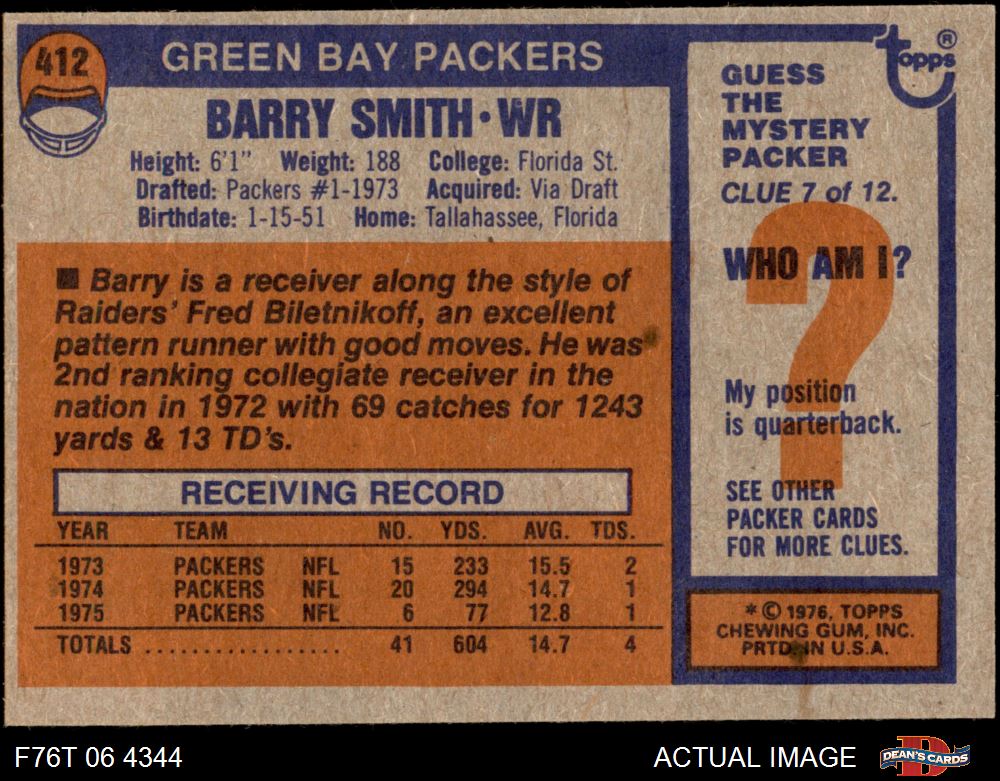 412
GREEN BAY PACKERS
BARRY SMITH • WR
Height: 6'1" Weight: 188 College: Florida St.
Drafted: Packers #1-1973 Acquired: Via Draft
Birthdate: 1-15-51 Home: Tallahassee, Florida
■ Barry is a receiver along the style of
Raiders' Fred Biletnikoff, an excellent
pattern runner with good moves. He was
2nd ranking collegiate receiver in the
nation in 1972 with 69 catches for 1243
yards & 13 TD's.
RECEIVING RECORD
YEAR TEAM NO. YDS. AVG. TDS.
1973 PACKERS NFL 15 233 15.5 2
1974 PACKERS NFL 20 294 14.7 1
1975 PACKERS NFL 6 77 12.8 1
TOTALS ................. 41 604 14.7 4
topps®
GUESS
THE
MYSTERY
PACKER
CLUE 7 of 12.
?
WHO AM I?
My position
is quarterback.
SEE OTHER
PACKER CARDS
FOR MORE CLUES.
* © 1976, TOPPS
CHEWING GUM, INC.
PRTD. IN U.S.A.
F76T 06 4344
ACTUAL IMAGE
D
DEAN'S CARDS